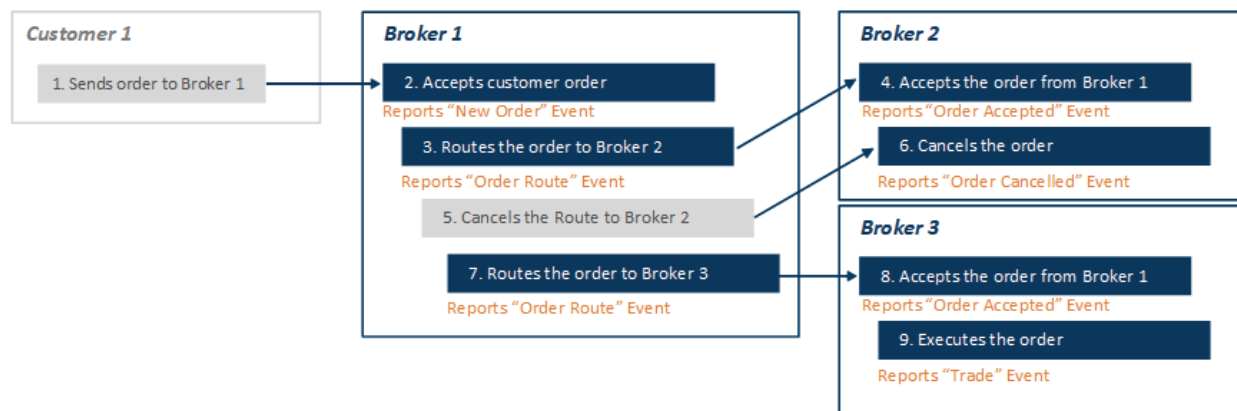 Customer 1
1. Sends order to Broker 1
Broker 1
2. Accepts customer order
Reports “New Order” Event
3. Routes the order to Broker 2
Reports “Order Route” Event
5. Cancels the Route to Broker 2
7. Routes the order to Broker 3
Reports “Order Route” Event
Broker 2
4. Accepts the order from Broker 1
Reports “Order Accepted” Event
6. Cancels the order
Reports “Order Cancelled” Event
Broker 3
8. Accepts the order from Broker 1
Reports “Order Accepted” Event
9. Executes the order
Reports “Trade” Event